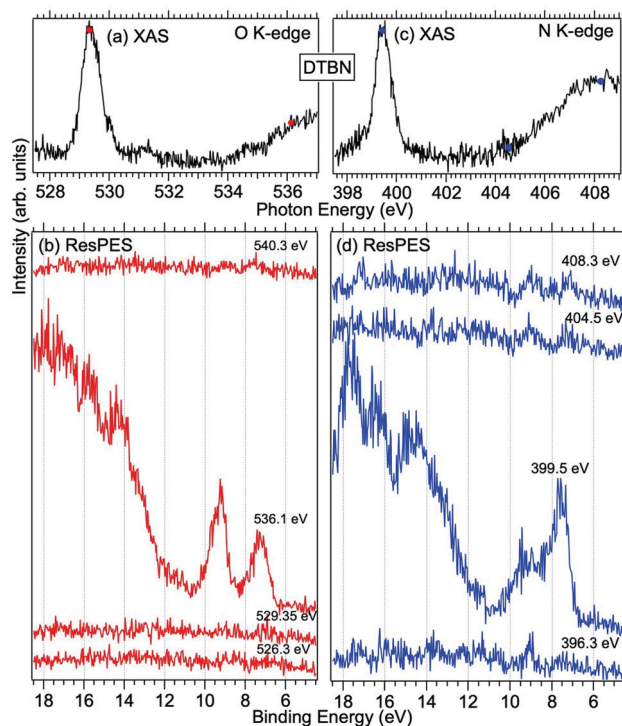 (a) XAS O K-edge
(c) XAS N K-edge
DTBN
528 530 532 534 536
398 400 402 404 406 408
Photon Energy (eV)
Intensity (arb. units)
(b) ResPES
540.3 eV
536.1 eV
529.35 eV
526.3 eV
18 16 14 12 10 8 6
(d) ResPES
408.3 eV
404.5 eV
399.5 eV
396.3 eV
18 16 14 12 10 8 6
Binding Energy (eV)